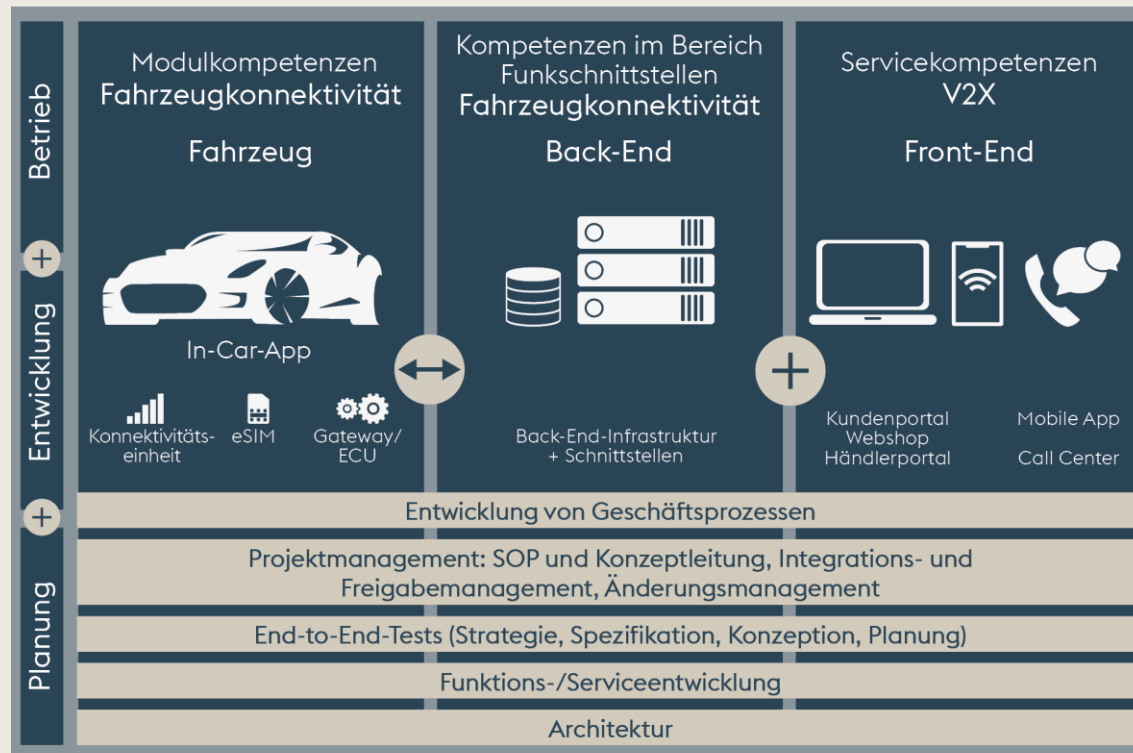 Betrieb
+
Entwicklung
+
Planung
Modulkompetenzen
Fahrzeugkonnektivität
Fahrzeug
In-Car-App
Konnektivitäts-
einheit
eSIM
Gateway/
ECU
Kompetenzen im Bereich
Funkschnittstellen
Fahrzeugkonnektivität
Back-End
Back-End-Infrastruktur
+ Schnittstellen
+
Servicekompetenzen
V2X
Front-End
Kundenportal
Webshop
Händlerportal
Mobile App
Call Center
Entwicklung von Geschäftsprozessen
Projektmanagement: SOP und Konzeptleitung, Integrations- und
Freigabemanagement, Änderungsmanagement
End-to-End-Tests (Strategie, Spezifikation, Konzeption, Planung)
Funktions-/Serviceentwicklung
Architektur